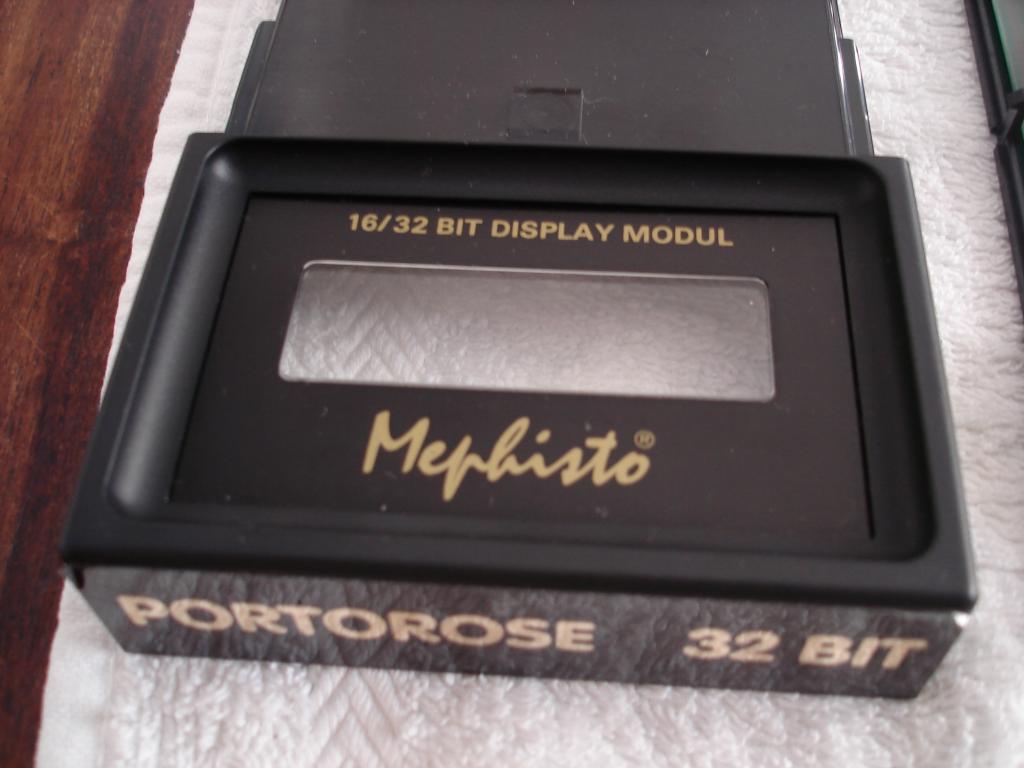 16/32 BIT DISPLAY MODUL
Mephisto®
PORTOROSE 32 BIT